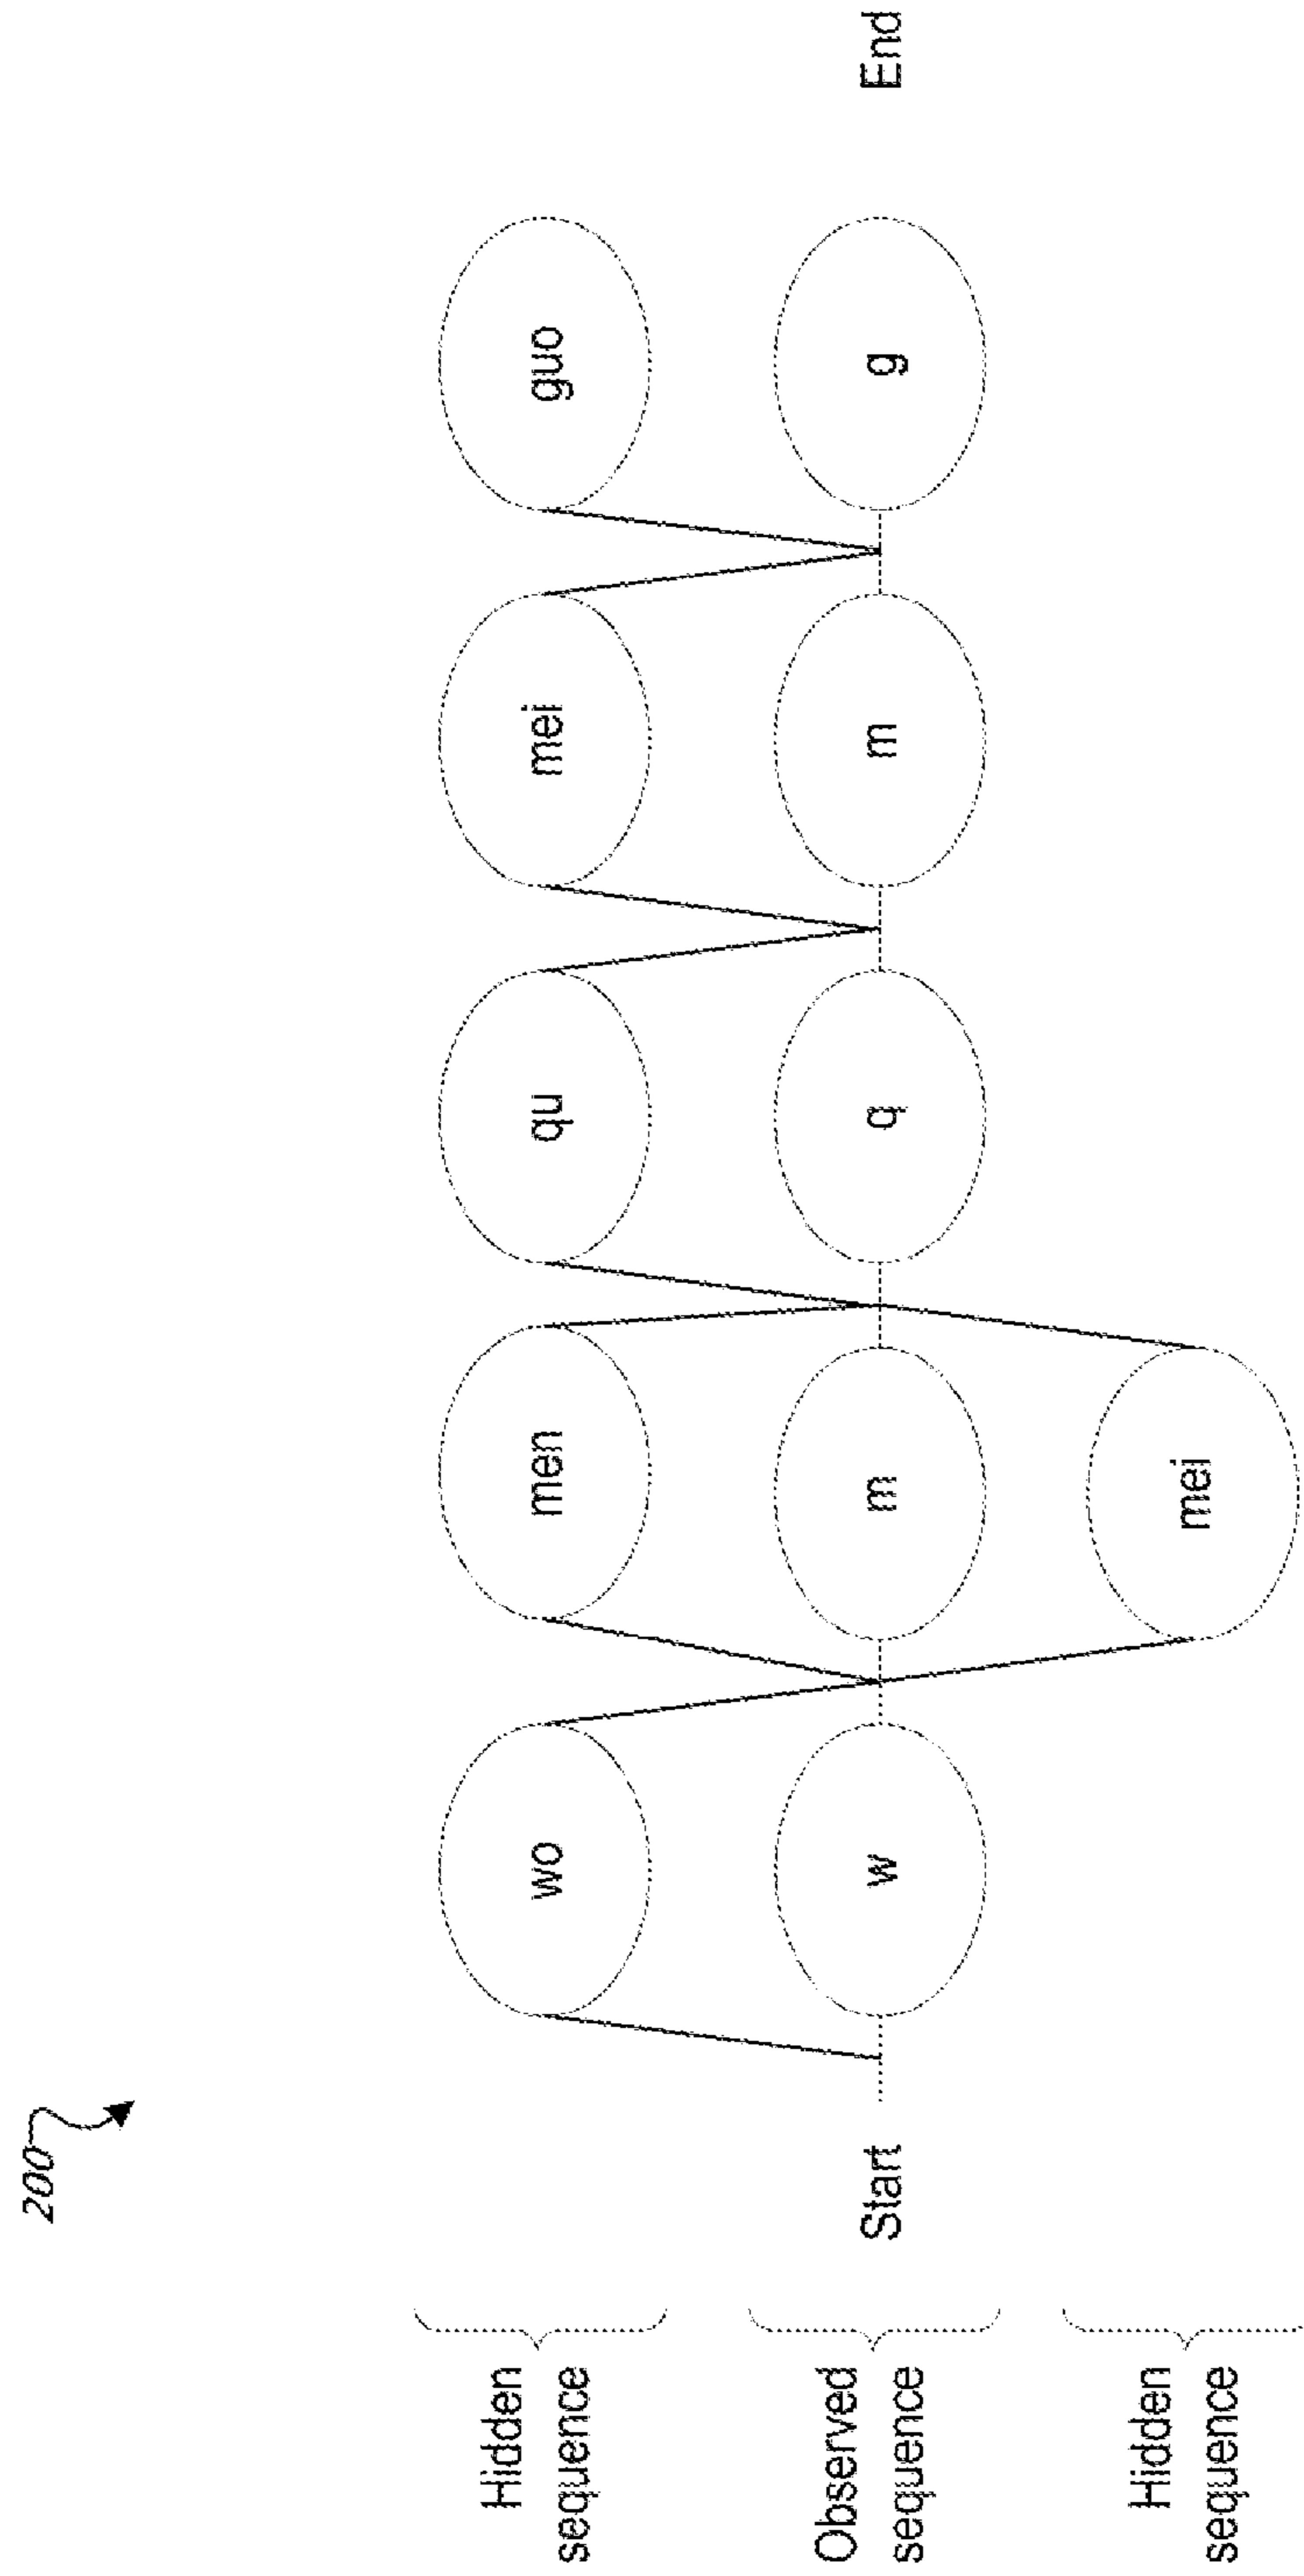 200
Hidden
sequence
wo
men
qu
mei
guo
Observed
sequence
Start
w
m
q
m
g
End
Hidden
sequence
mei